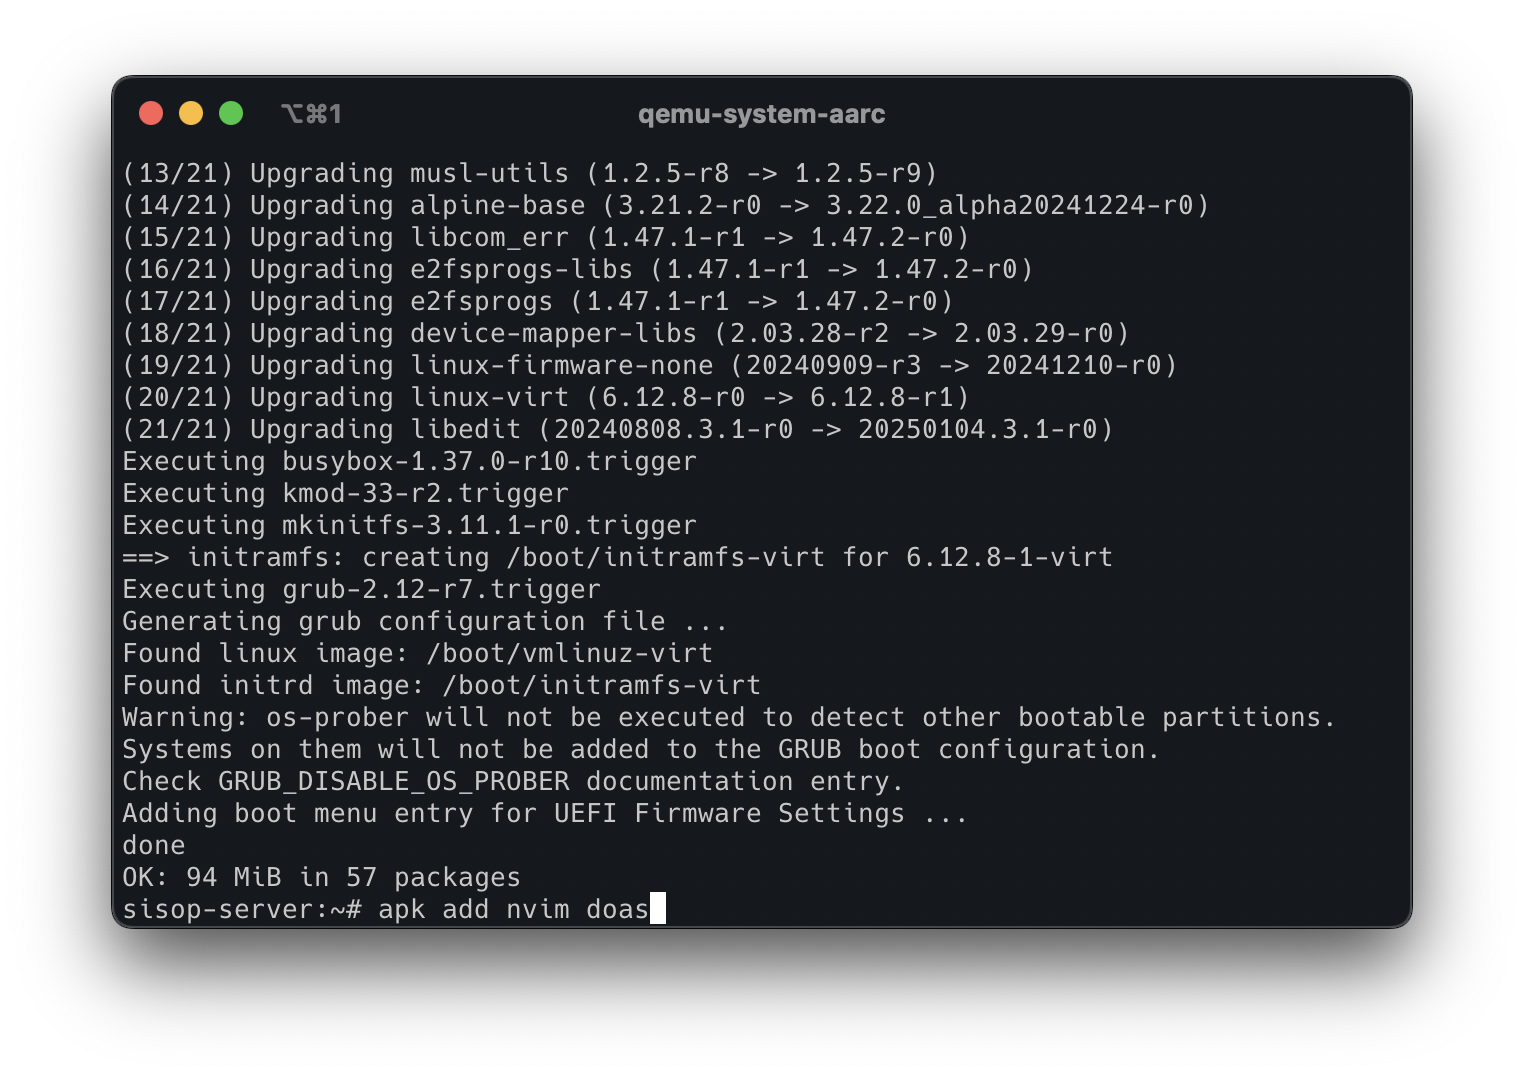 ⌥⌘1
qemu-system-aarc
(13/21) Upgrading musl-utils (1.2.5-r8 -> 1.2.5-r9)
(14/21) Upgrading alpine-base (3.21.2-r0 -> 3.22.0_alpha20241224-r0)
(15/21) Upgrading libcom_err (1.47.1-r1 -> 1.47.2-r0)
(16/21) Upgrading e2fsprogs-libs (1.47.1-r1 -> 1.47.2-r0)
(17/21) Upgrading e2fsprogs (1.47.1-r1 -> 1.47.2-r0)
(18/21) Upgrading device-mapper-libs (2.03.28-r2 -> 2.03.29-r0)
(19/21) Upgrading linux-firmware-none (20240909-r3 -> 20241210-r0)
(20/21) Upgrading linux-virt (6.12.8-r0 -> 6.12.8-r1)
(21/21) Upgrading libedit (20240808.3.1-r0 -> 20250104.3.1-r0)
Executing busybox-1.37.0-r10.trigger
Executing kmod-33-r2.trigger
Executing mkinitfs-3.11.1-r0.trigger
==> initramfs: creating /boot/initramfs-virt for 6.12.8-1-virt
Executing grub-2.12-r7.trigger
Generating grub configuration file ...
Found linux image: /boot/vmlinuz-virt
Found initrd image: /boot/initramfs-virt
Warning: os-prober will not be executed to detect other bootable partitions.
Systems on them will not be added to the GRUB boot configuration.
Check GRUB_DISABLE_OS_PROBER documentation entry.
Adding boot menu entry for UEFI Firmware Settings ...
done
OK: 94 MiB in 57 packages
sisop-server:~# apk add nvim doas